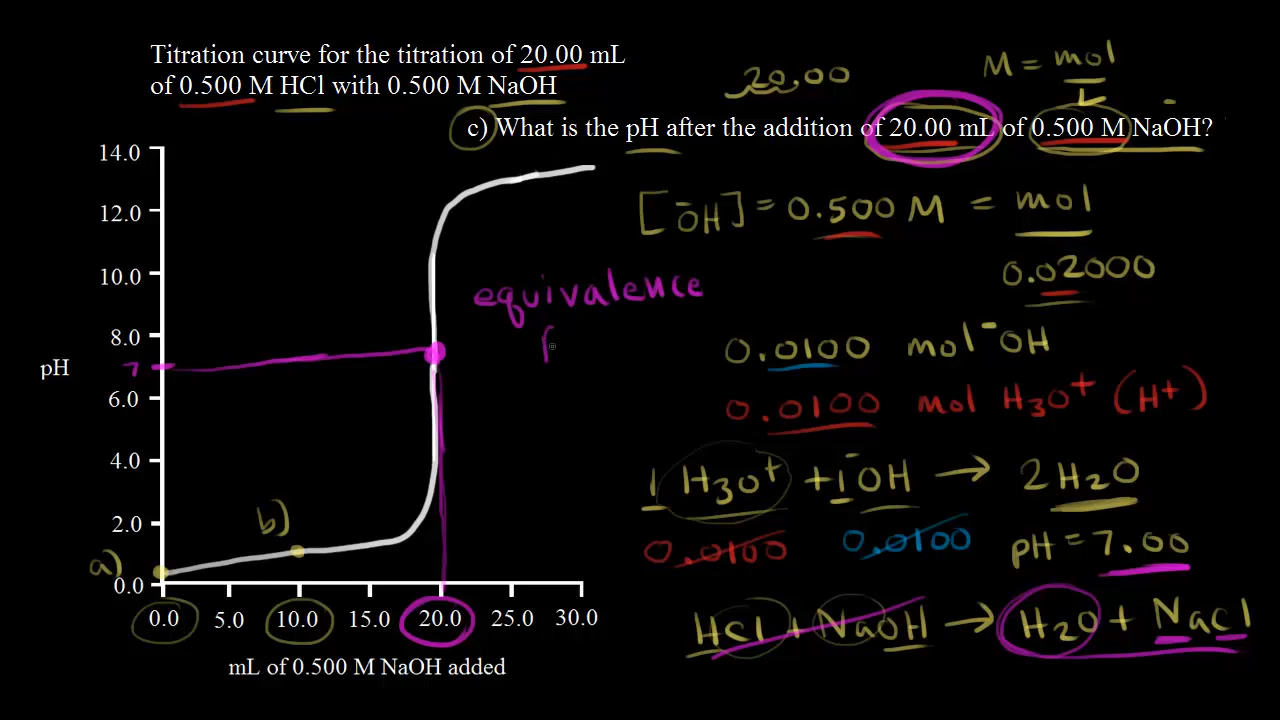 Titration curve for the titration of 20.00 mL
of 0.500 M HCl with 0.500 M NaOH
20.00
M = mol
L
c) What is the pH after the addition of 20.00 mL of 0.500 M NaOH?
[⁻OH] = 0.500 M = mol
0.02000
0.0100 mol ⁻OH
0.0100 mol H₃O⁺ (H⁺)
1 H₃O⁺ + 1 ⁻OH → 2 H₂O
0.0100 0.0100 pH = 7.00
HCl + NaOH → H₂O + NaCl
equivalence
pH
14.0
12.0
10.0
8.0
7
6.0
4.0
2.0
0.0
a)
b)
0.0 5.0 10.0 15.0 20.0 25.0 30.0
mL of 0.500 M NaOH added